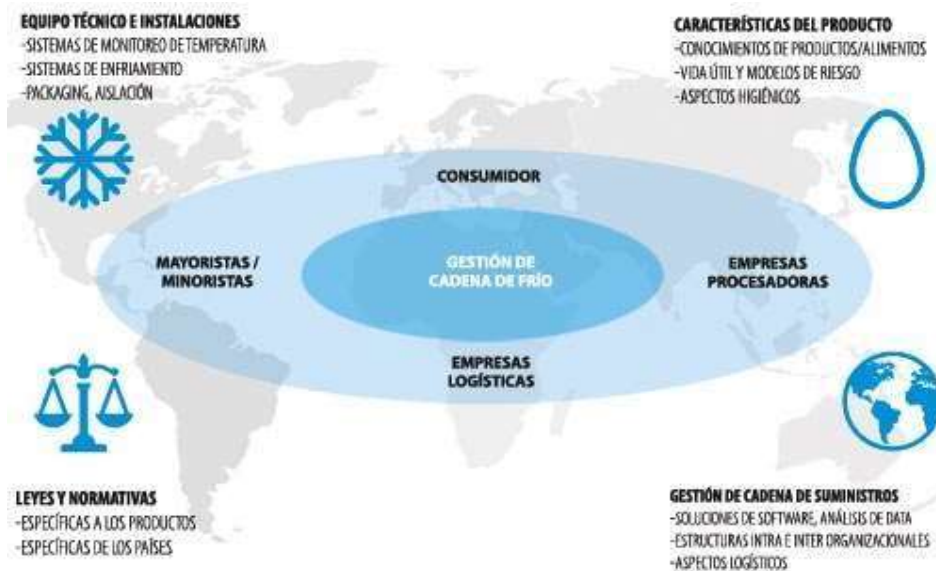 EQUIPO TÉCNICO E INSTALACIONES
-SISTEMAS DE MONITOREO DE TEMPERATURA
-SISTEMAS DE ENFRIAMIENTO
-PACKAGING, AISLACIÓN
CARACTERÍSTICAS DEL PRODUCTO
-CONOCIMIENTOS DE PRODUCTOS/ALIMENTOS
-VIDA ÚTIL Y MODELOS DE RIESGO
-ASPECTOS HIGIÉNICOS
CONSUMIDOR
MAYORISTAS /
MINORISTAS
GESTIÓN DE
CADENA DE FRÍO
EMPRESAS
PROCESADORAS
EMPRESAS
LOGÍSTICAS
LEYES Y NORMATIVAS
-ESPECÍFICAS A LOS PRODUCTOS
-ESPECÍFICAS DE LOS PAÍSES
GESTIÓN DE CADENA DE SUMINISTROS
-SOLUCIONES DE SOFTWARE, ANÁLISIS DE DATA
-ESTRUCTURAS INTRA E INTER ORGANIZACIONALES
-ASPECTOS LOGÍSTICOS